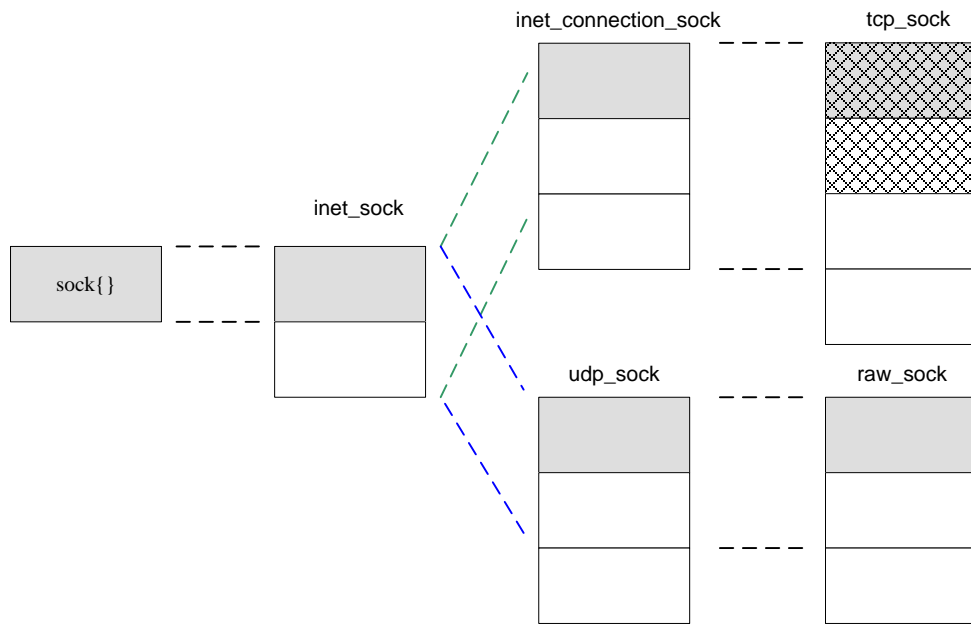 inet_connection_sock
tcp_sock
inet_sock
sock{}
udp_sock
raw_sock